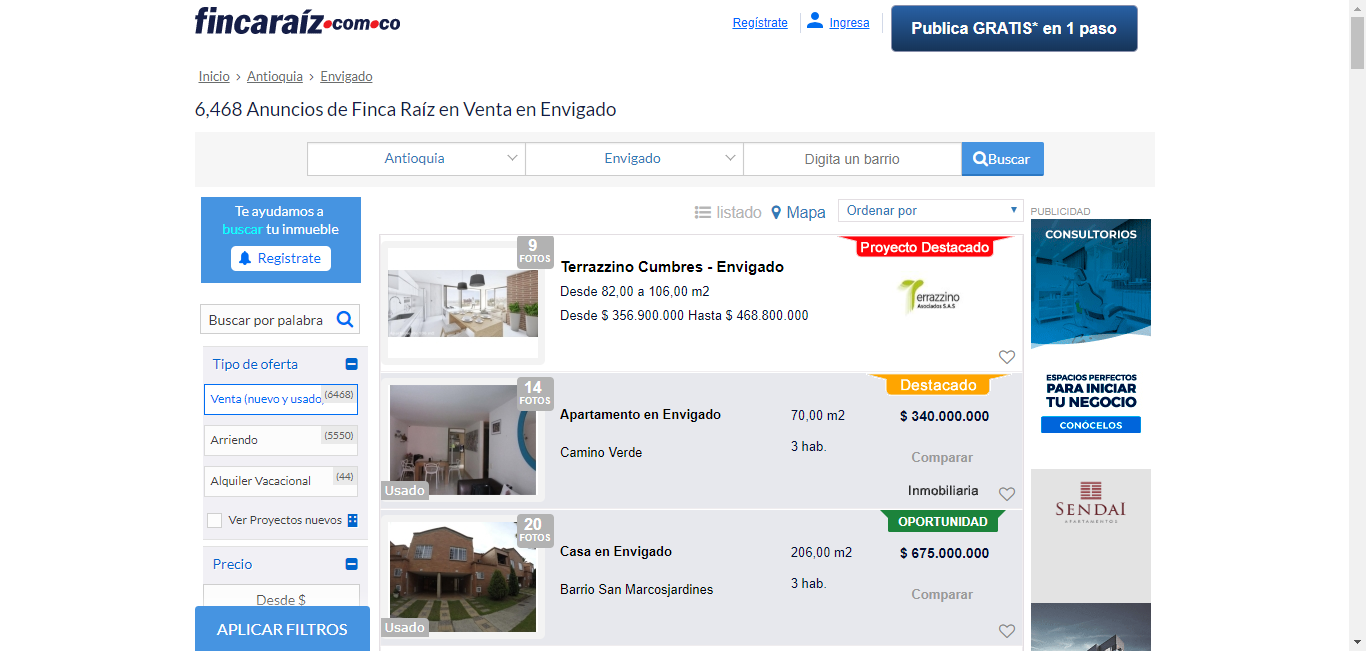 fincaraíz.com.co
Regístrate
Ingresa
Publica GRATIS* en 1 paso
Inicio > Antioquia > Envigado
6,468 Anuncios de Finca Raíz en Venta en Envigado
Antioquia
Envigado
Digita un barrio
Buscar
Te ayudamos a
buscar tu inmueble
Registrate
Buscar por palabra
Tipo de oferta
Venta (nuevo y usado) (6468)
Arriendo (5550)
Alquiler Vacacional (44)
Ver Proyectos nuevos
Precio
Desde $
APLICAR FILTROS
listado
Mapa
Ordenar por
9
FOTOS
Proyecto Destacado
Terrazzino Cumbres - Envigado
Desde 82,00 a 106,00 m2
Desde $ 356.900.000 Hasta $ 468.800.000
Terrazzino
Asociados S.A.S
14
FOTOS
Usado
Destacado
Apartamento en Envigado
70,00 m2
$ 340.000.000
Camino Verde
3 hab.
Comparar
Inmobiliaria
20
FOTOS
Usado
OPORTUNIDAD
Casa en Envigado
206,00 m2
$ 675.000.000
Barrio San Marcosjardines
3 hab.
Comparar
PUBLICIDAD
CONSULTORIOS
ESPACIOS PERFECTOS
PARA INICIAR
TU NEGOCIO
CONÓCELOS
SENDAI
APARTAMENTOS